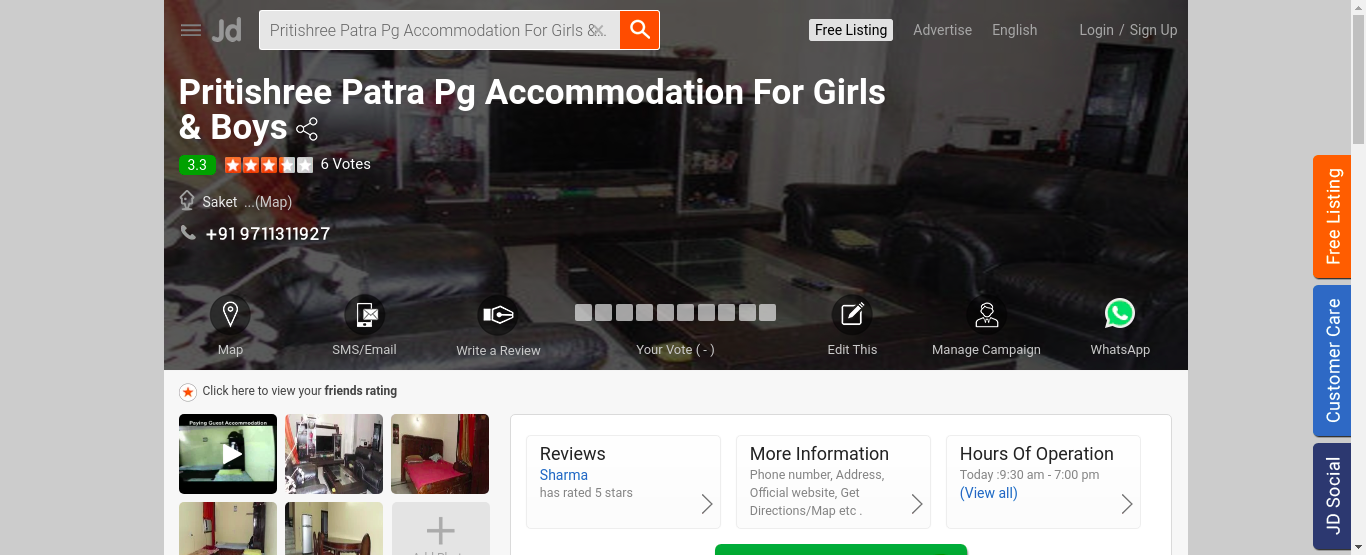 Jd
Pritishree Patra Pg Accommodation For Girls &..
Free Listing
Advertise
English
Login / Sign Up
Pritishree Patra Pg Accommodation For Girls
& Boys
3.3
6 Votes
Saket ...(Map)
+91 9711311927
Map
SMS/Email
Write a Review
Your Vote ( - )
Edit This
Manage Campaign
WhatsApp
Click here to view your friends rating
Paying Guest Accommodation
Reviews
Sharma
has rated 5 stars
More Information
Phone number, Address,
Official website, Get
Directions/Map etc .
Hours Of Operation
Today :9:30 am - 7:00 pm
(View all)
Free Listing
Customer Care
JD Social